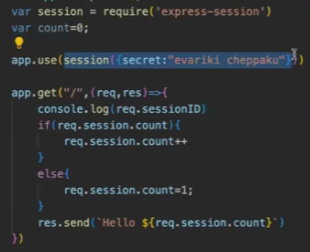 var session = require('express-session')
var count=0;
app.use(session({secret:"evariki cheppaku"}))
app.get("/",(req,res)=>{
console.log(req.sessionID)
if(req.session.count){
req.session.count++
}
else{
req.session.count=1;
}
res.send(`Hello ${req.session.count}`)
})